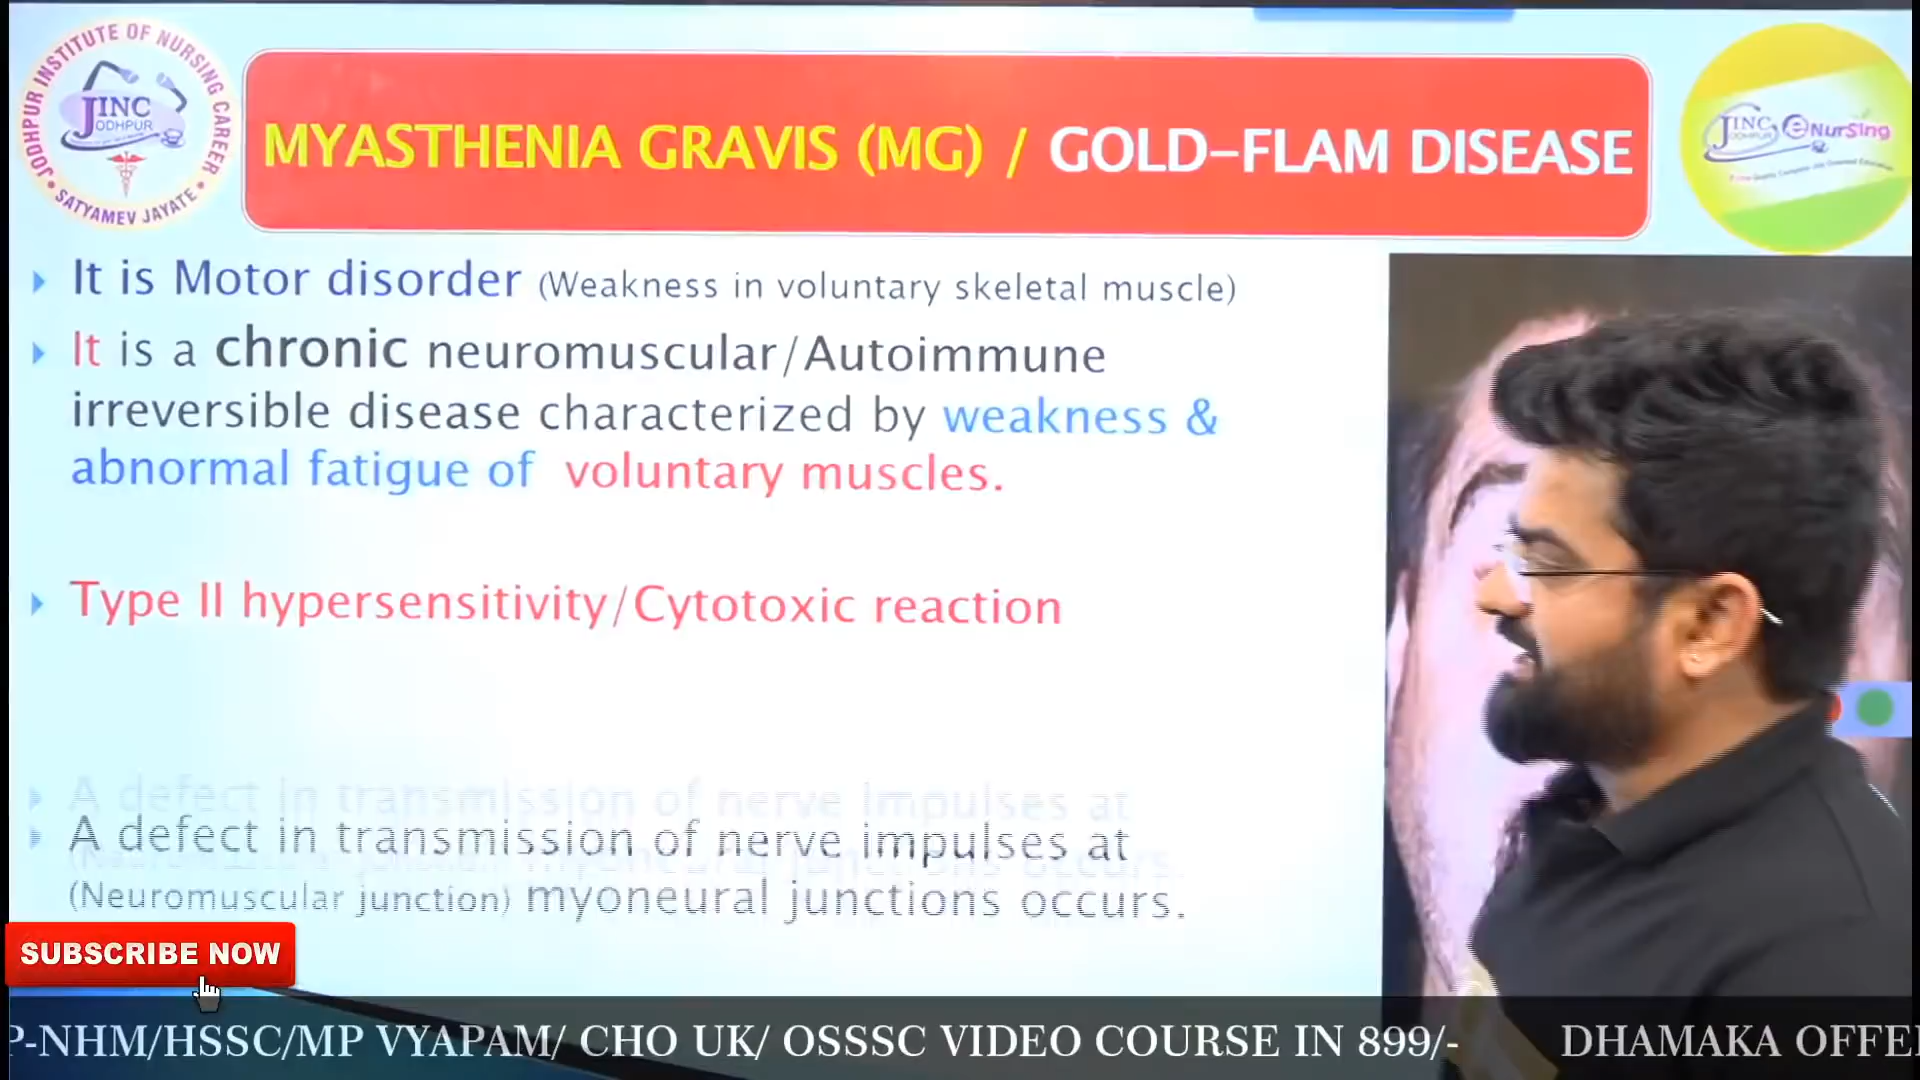 JODHPUR INSTITUTE OF NURSING CAREER
JINC
JODHPUR
SATYAMEV JAYATE
MYASTHENIA GRAVIS (MG) / GOLD-FLAM DISEASE
JINC
eNursing
It is Motor disorder (Weakness in voluntary skeletal muscle)
It is a chronic neuromuscular/Autoimmune
irreversible disease characterized by weakness &
abnormal fatigue of voluntary muscles.
Type II hypersensitivity/Cytotoxic reaction
A defect in transmission of nerve impulses at
(Neuromuscular junction) myoneural junctions occurs.
SUBSCRIBE NOW
P-NHM/HSSC/MP VYAPAM/ CHO UK/ OSSSC VIDEO COURSE IN 899/- DHAMAKA OFFE